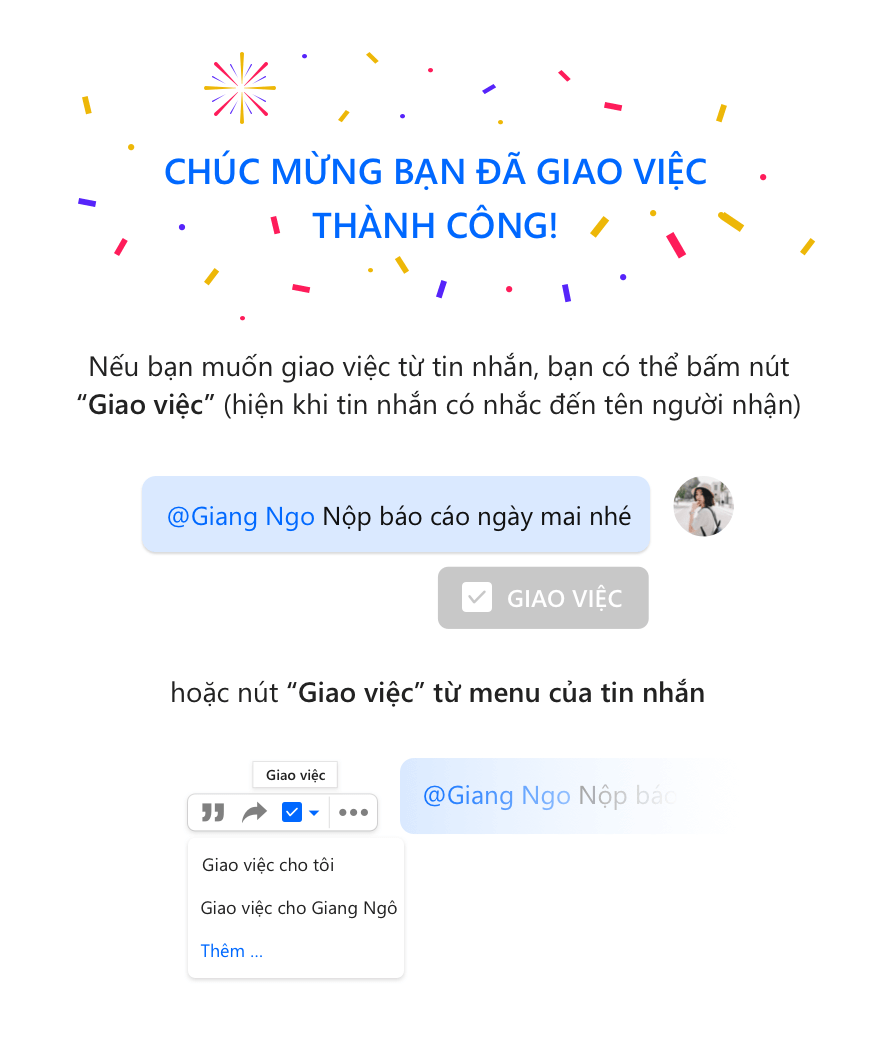 CHÚC MỪNG BẠN ĐÃ GIAO VIỆC
THÀNH CÔNG!
Nếu bạn muốn giao việc từ tin nhắn, bạn có thể bấm nút
“Giao việc” (hiện khi tin nhắn có nhắc đến tên người nhận)
@Giang Ngo Nộp báo cáo ngày mai nhé
GIAO VIỆC
hoặc nút “Giao việc” từ menu của tin nhắn
Giao việc
@Giang Ngo Nộp báo
Giao việc cho tôi
Giao việc cho Giang Ngô
Thêm ...